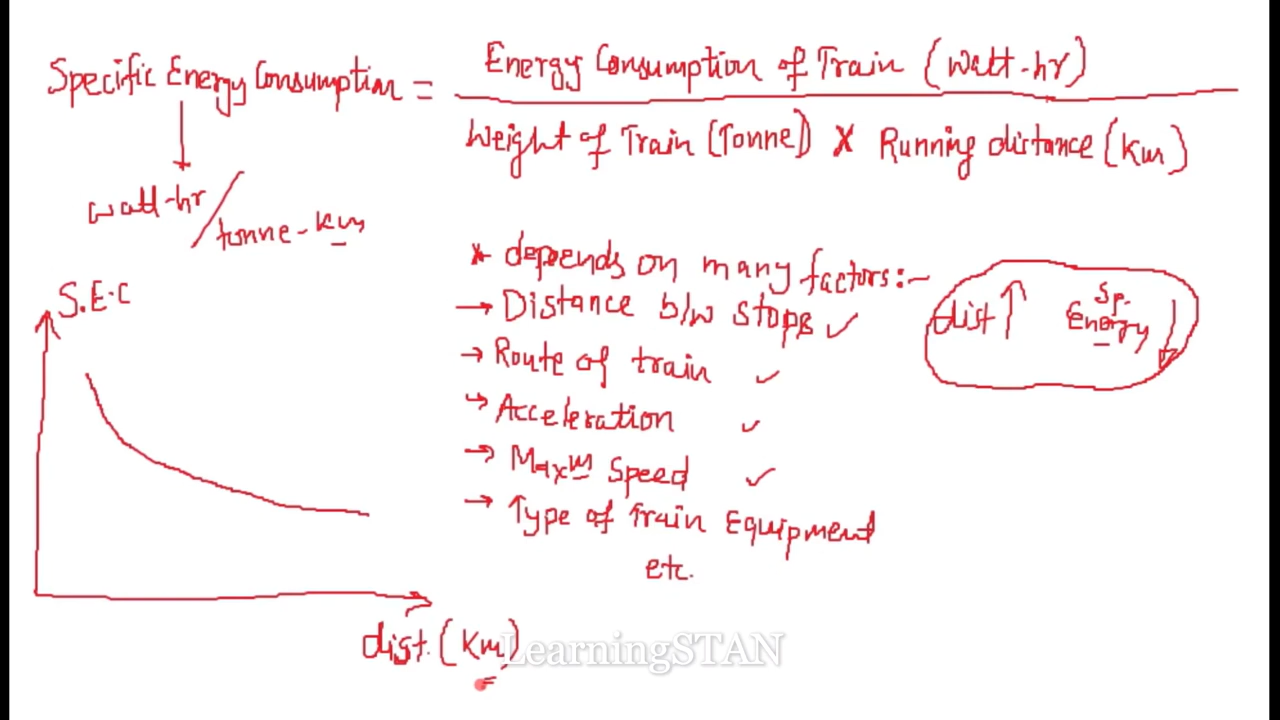 Specific Energy Consumption = Energy Consumption of Train (watt-hr)
Weight of Train (Tonne) X Running distance (Km)
watt-hr/tonne-km
* depends on many factors:-
→ Distance b/w stops ✓
dist ↑ Sp. Energy ↓
→ Route of train ✓
→ Acceleration ✓
→ Maxm Speed ✓
→ Type of Train Equipment
etc.
S.E.C
dist. (Km)
LearningSTAN